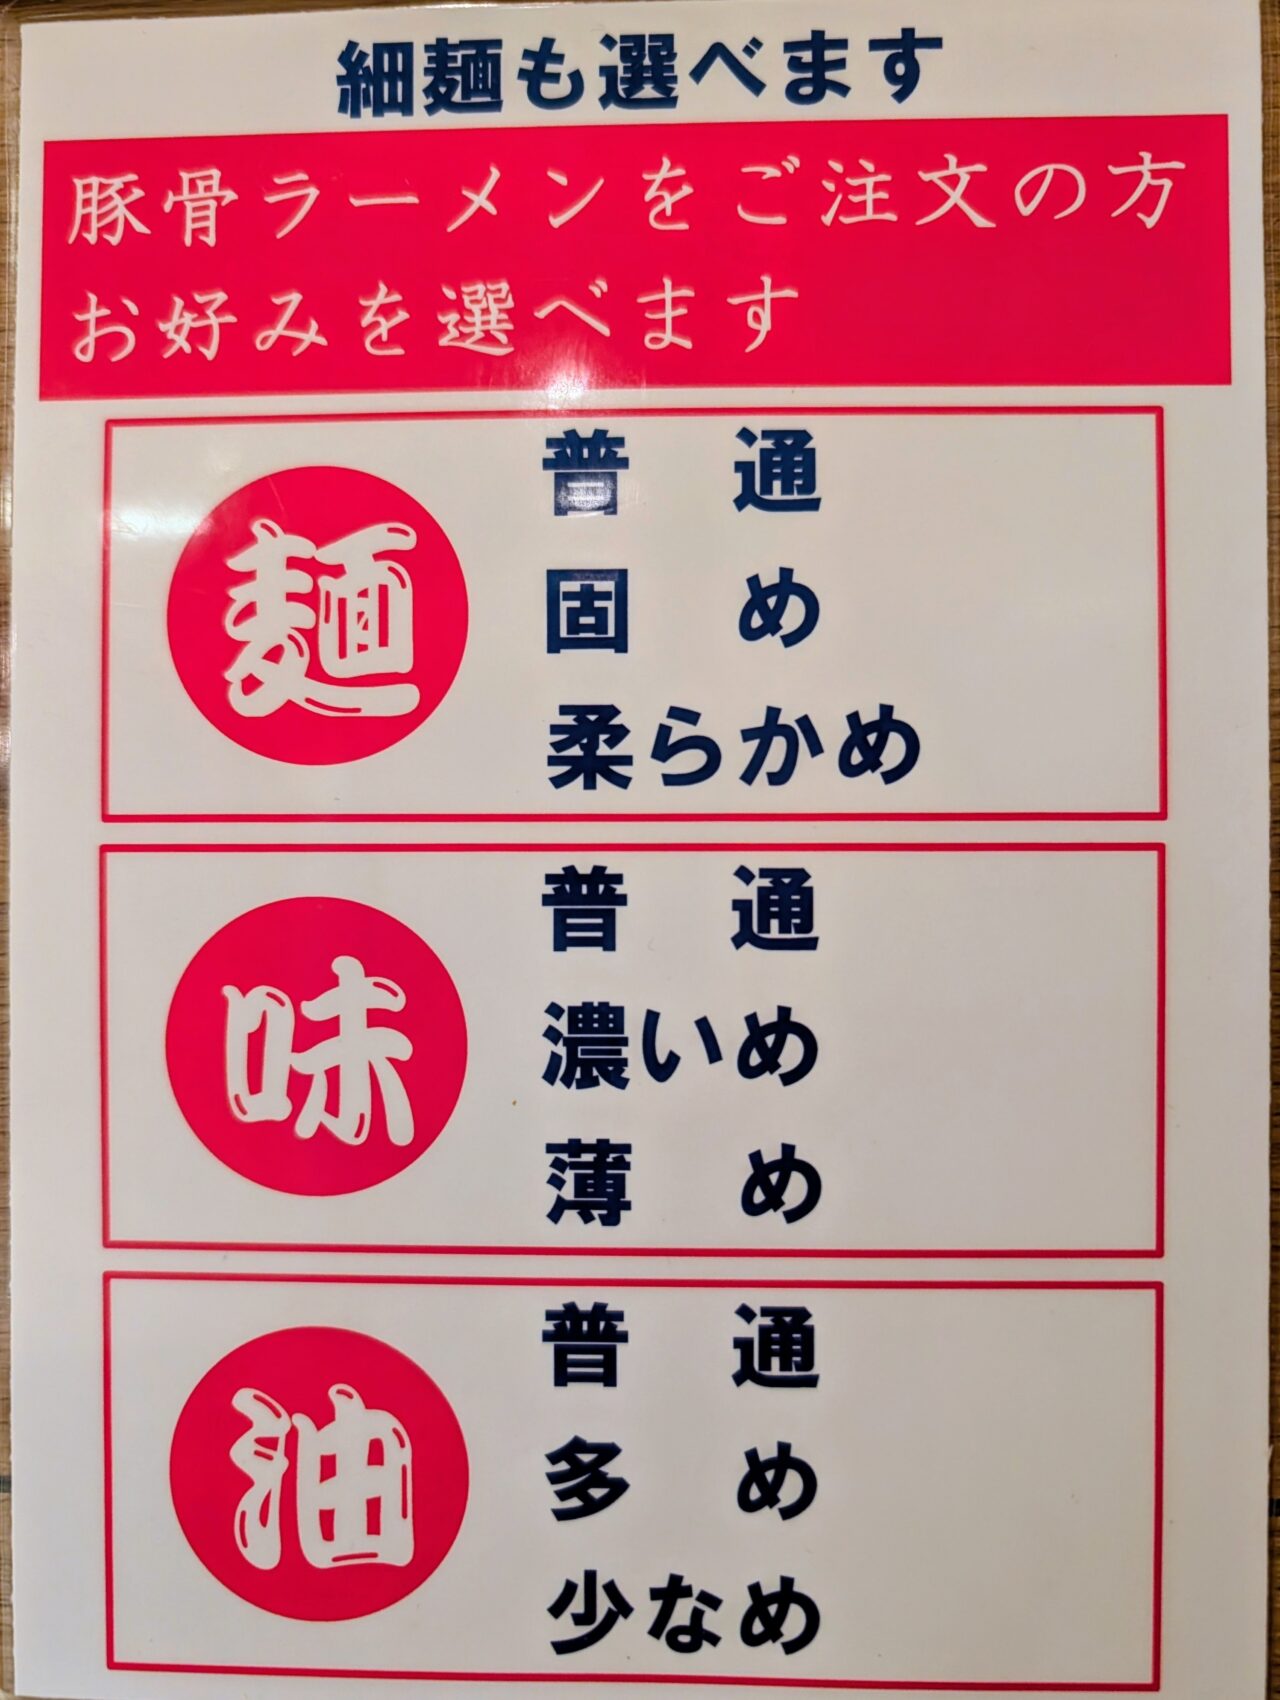 細麺も選べます
豚骨ラーメンをご注文の方
お好みを選べます
麺
普通
固め
柔らかめ
味
普通
濃いめ
薄め
油
普通
多め
少なめ